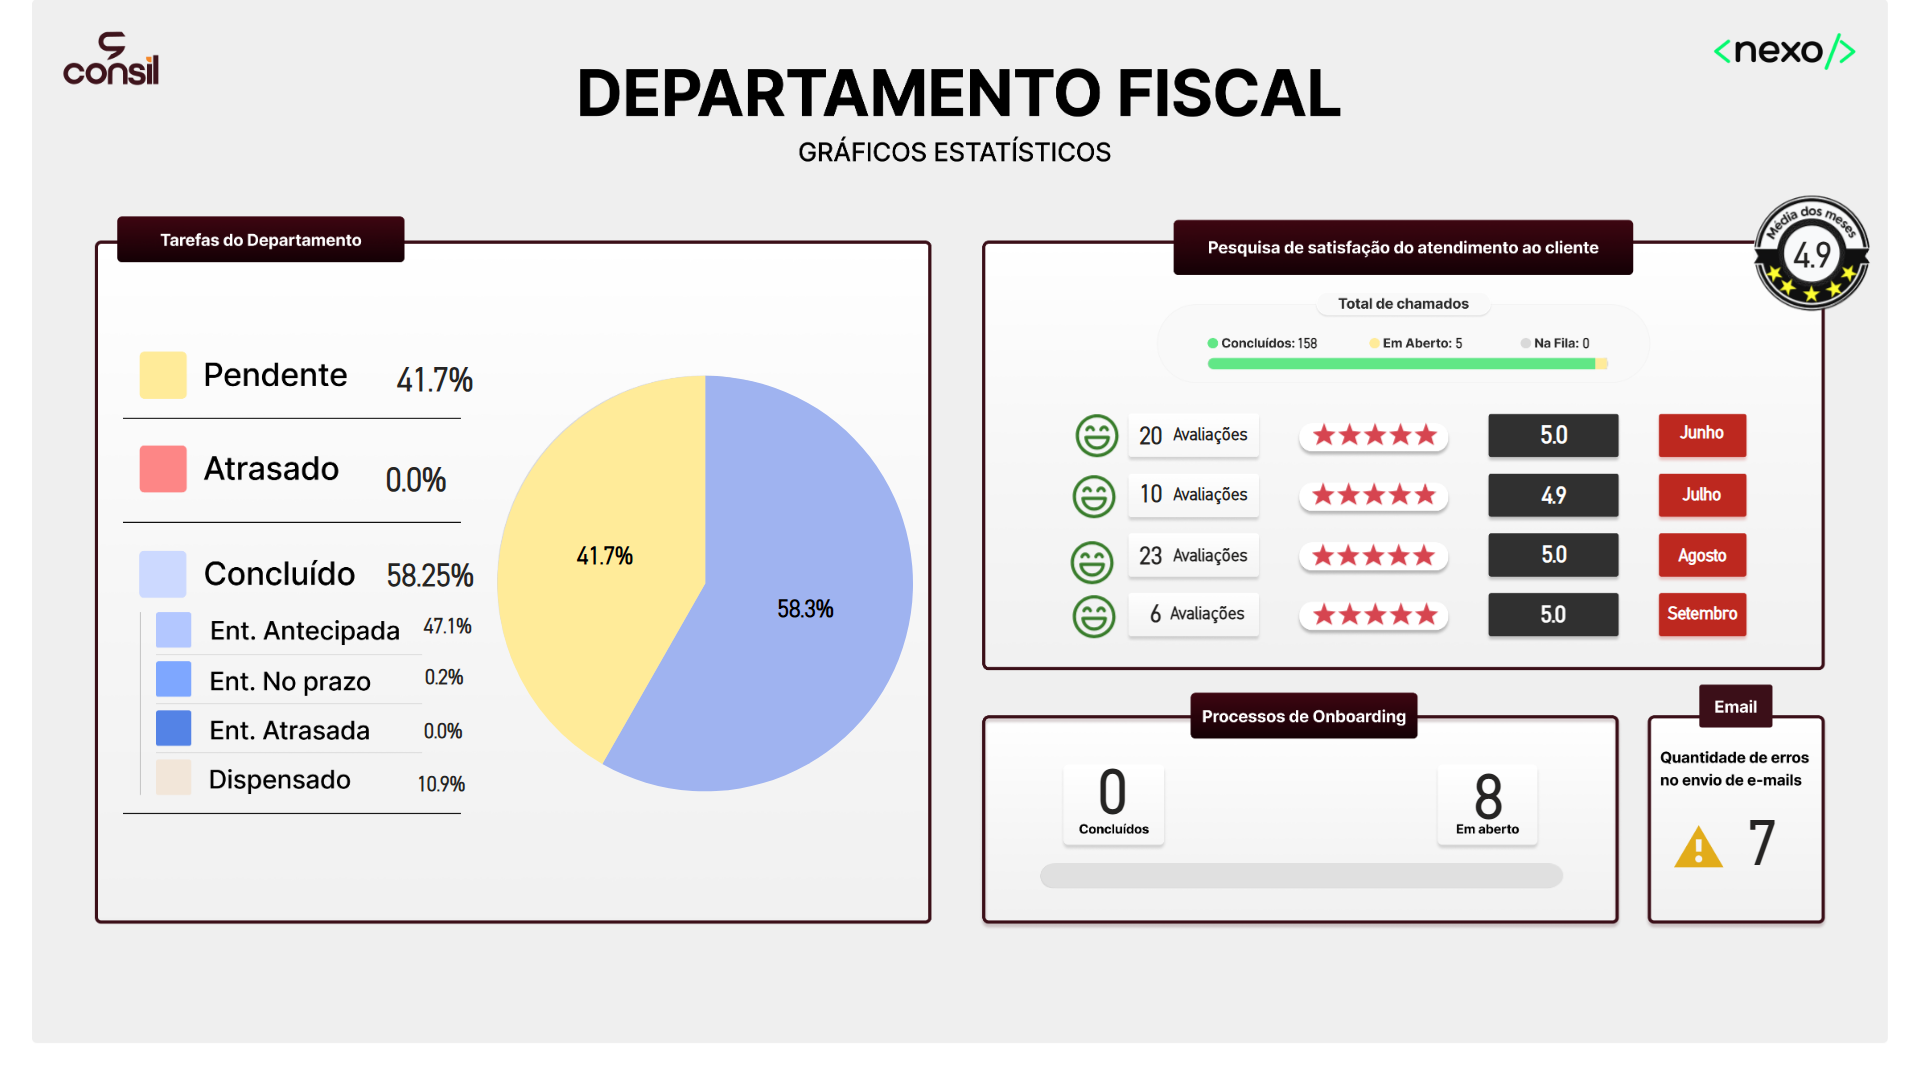 consil
<nexo/>
DEPARTAMENTO FISCAL
GRÁFICOS ESTATÍSTICOS
Tarefas do Departamento
Pendente 41.7%
Atrasado 0.0%
Concluído 58.25%
Ent. Antecipada 47.1%
Ent. No prazo 0.2%
Ent. Atrasada 0.0%
Dispensado 10.9%
41.7%
58.3%
Pesquisa de satisfação do atendimento ao cliente
Média dos meses
4.9
Total de chamados
Concluídos: 158 Em Aberto: 5 Na Fila: 0
20 Avaliações 5.0 Junho
10 Avaliações 4.9 Julho
23 Avaliações 5.0 Agosto
6 Avaliações 5.0 Setembro
Processos de Onboarding
0
Concluídos
8
Em aberto
Email
Quantidade de erros
no envio de e-mails
7